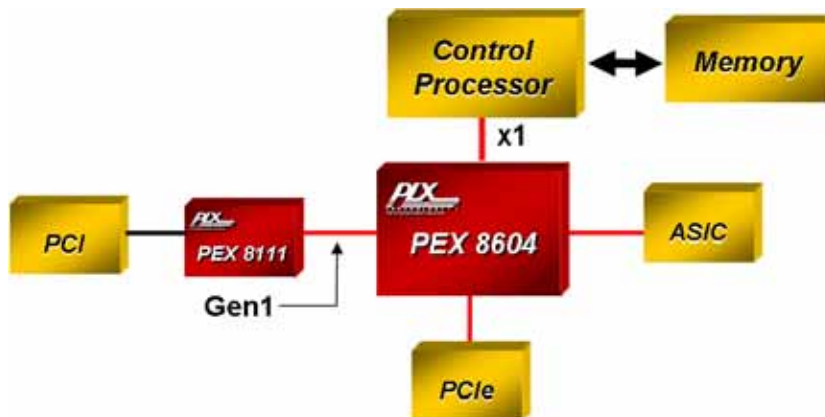 Control
Processor
Memory
x1
PLX
PEX 8604
PLX
PEX 8111
PCI
ASIC
Gen1
PCIe